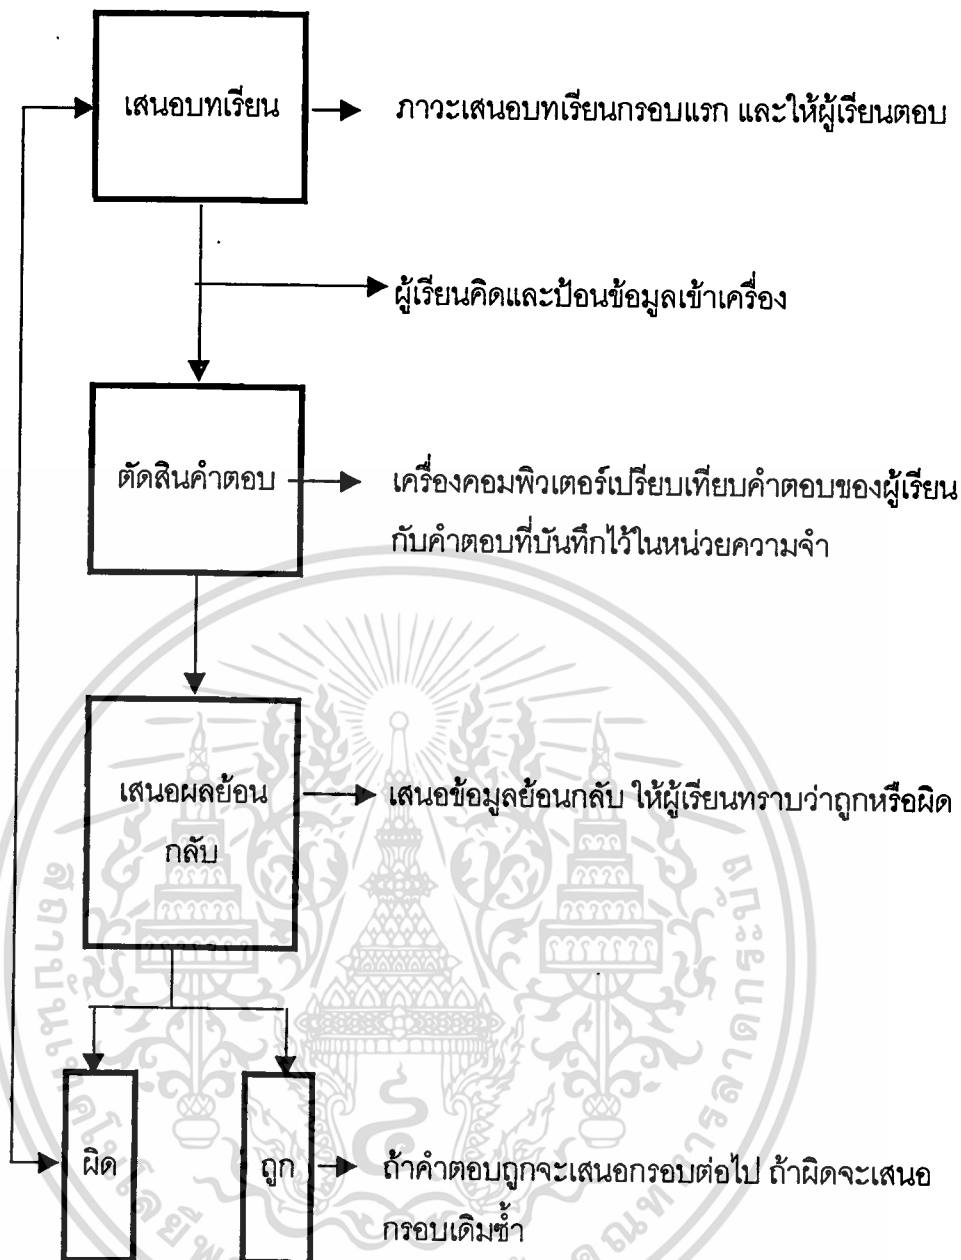 เสนอบทเรียน
ภาวะเสนอบทเรียนกรอบแรก และให้ผู้เรียนตอบ
ผู้เรียนคิดและป้อนข้อมูลเข้าเครื่อง
ตัดสินคำตอบ
เครื่องคอมพิวเตอร์เปรียบเทียบคำตอบของผู้เรียน
กับคำตอบที่บันทึกไว้ในหน่วยความจำ
เสนอผลย้อน
กลับ
เสนอข้อมูลย้อนกลับ ให้ผู้เรียนทราบว่าถูกหรือผิด
ผิด
ถูก
ถ้าคำตอบถูกจะเสนอกรอบต่อไป ถ้าผิดจะเสนอ
กรอบเดิมซ้ำ